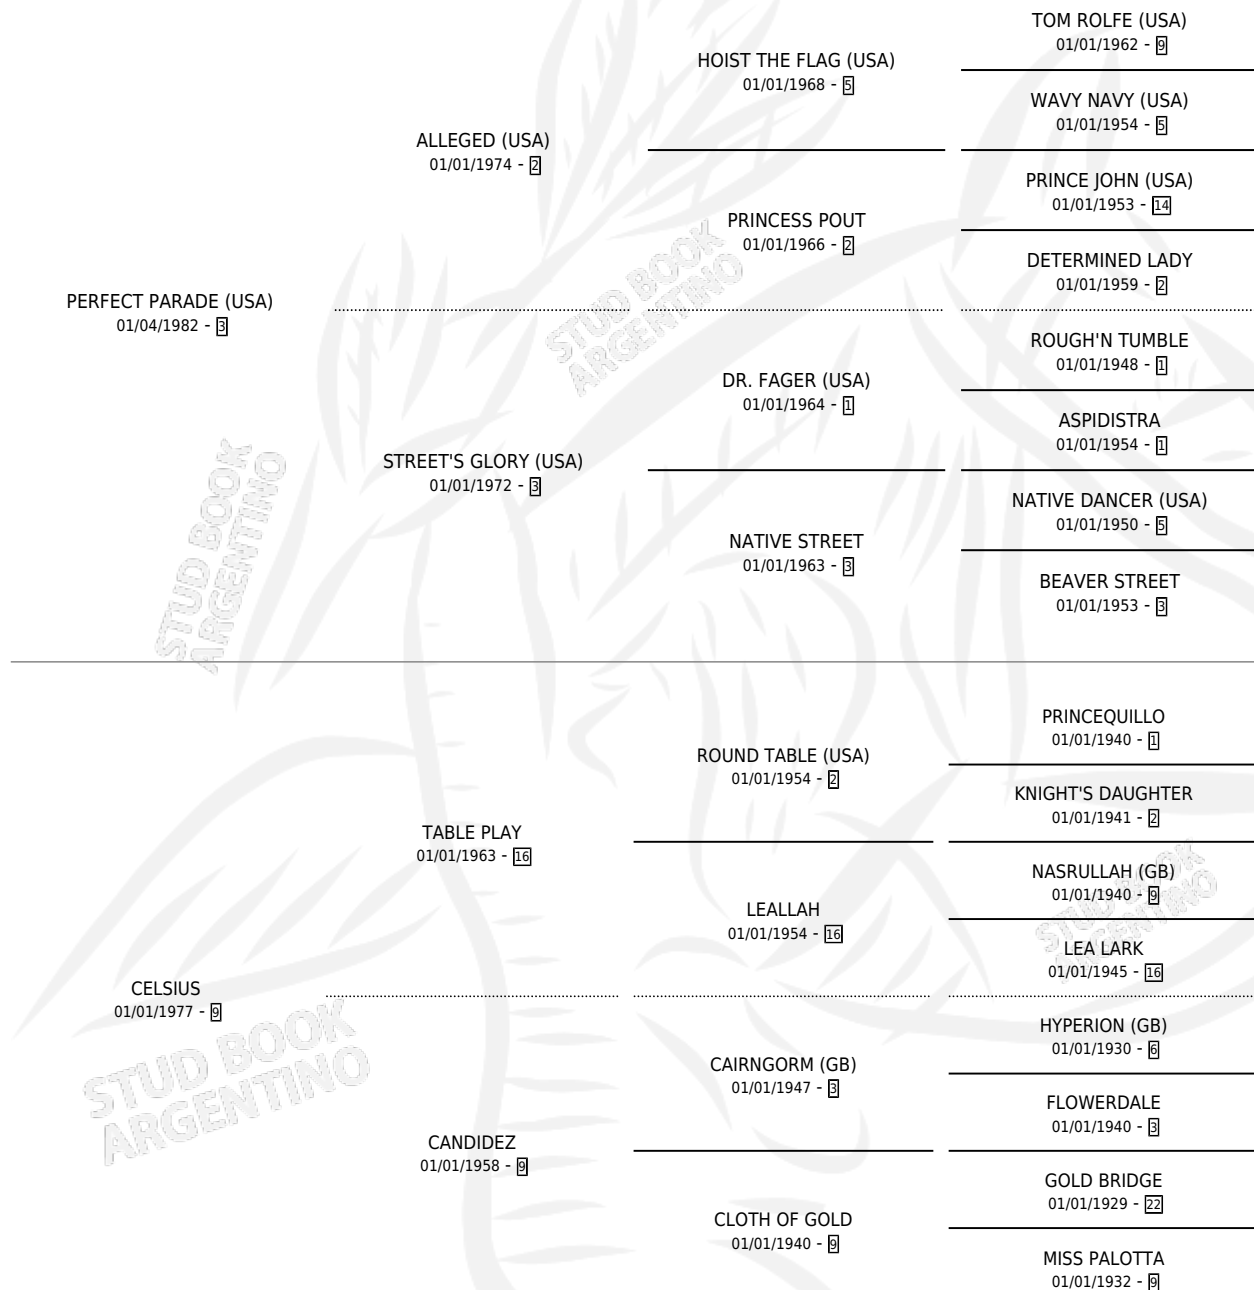 TOM ROLFE (USA)
01/01/1962 - 9
HOIST THE FLAG (USA)
01/01/1968 - 5
WAVY NAVY (USA)
01/01/1954 - 5
ALLEGED (USA)
01/01/1974 - 2
PRINCE JOHN (USA)
01/01/1953 - 14
PRINCESS POUT
01/01/1966 - 2
DETERMINED LADY
01/01/1959 - 2
PERFECT PARADE (USA)
01/04/1982 - 3
ROUGH'N TUMBLE
01/01/1948 - 1
DR. FAGER (USA)
01/01/1964 - 1
ASPIDISTRA
01/01/1954 - 1
STREET'S GLORY (USA)
01/01/1972 - 3
NATIVE DANCER (USA)
01/01/1950 - 5
NATIVE STREET
01/01/1963 - 3
BEAVER STREET
01/01/1953 - 3
PRINCEQUILLO
01/01/1940 - 1
ROUND TABLE (USA)
01/01/1954 - 2
KNIGHT'S DAUGHTER
01/01/1941 - 2
TABLE PLAY
01/01/1963 - 16
NASRULLAH (GB)
01/01/1940 - 9
LEALLAH
01/01/1954 - 16
LEA LARK
01/01/1945 - 16
CELSIUS
01/01/1977 - 9
HYPERION (GB)
01/01/1930 - 6
CAIRNGORM (GB)
01/01/1947 - 3
FLOWERDALE
01/01/1940 - 3
CANDIDEZ
01/01/1958 - 9
GOLD BRIDGE
01/01/1929 - 22
CLOTH OF GOLD
01/01/1940 - 9
MISS PALOTTA
01/01/1932 - 9
STUD BOOK
ARGENTINO
STUD BOOK
ARGENTINO
STUD BOOK
ARGENTINO
STUD BOOK
ARGENTINO